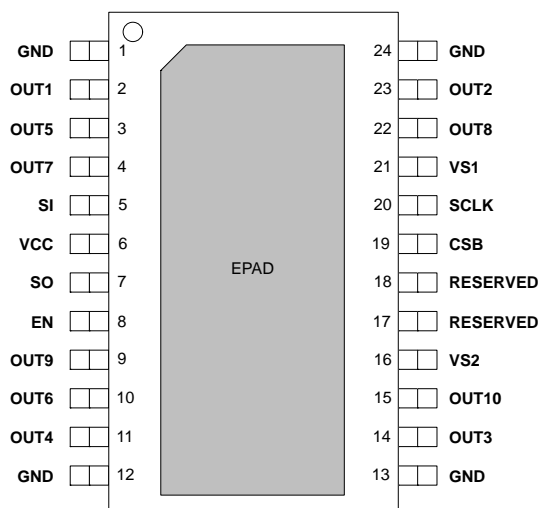 GND 1 24 GND
OUT1 2 23 OUT2
OUT5 3 22 OUT8
OUT7 4 21 VS1
SI 5 20 SCLK
VCC 6 19 CSB
EPAD
SO 7 18 RESERVED
EN 8 17 RESERVED
OUT9 9 16 VS2
OUT6 10 15 OUT10
OUT4 11 14 OUT3
GND 12 13 GND